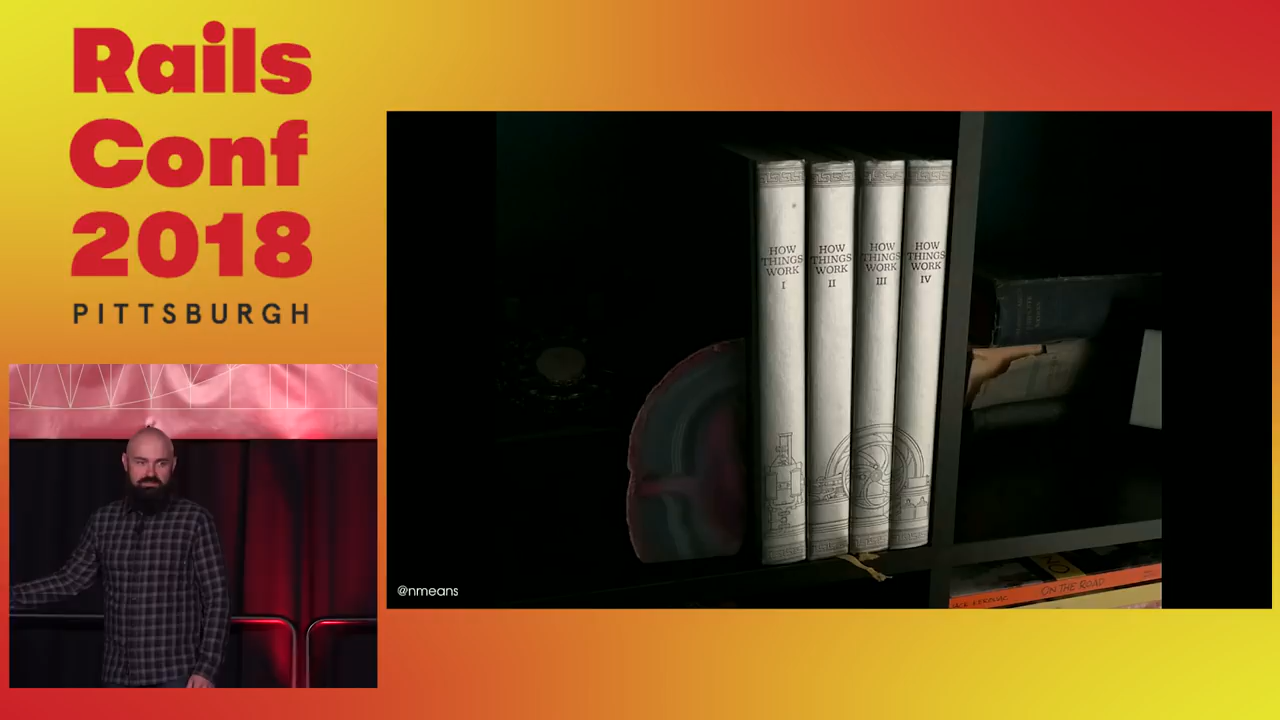 Rails
Conf
2018
PITTSBURGH
HOW
THINGS
WORK
I
HOW
THINGS
WORK
II
HOW
THINGS
WORK
III
HOW
THINGS
WORK
IV
ON THE ROAD
@nmeans